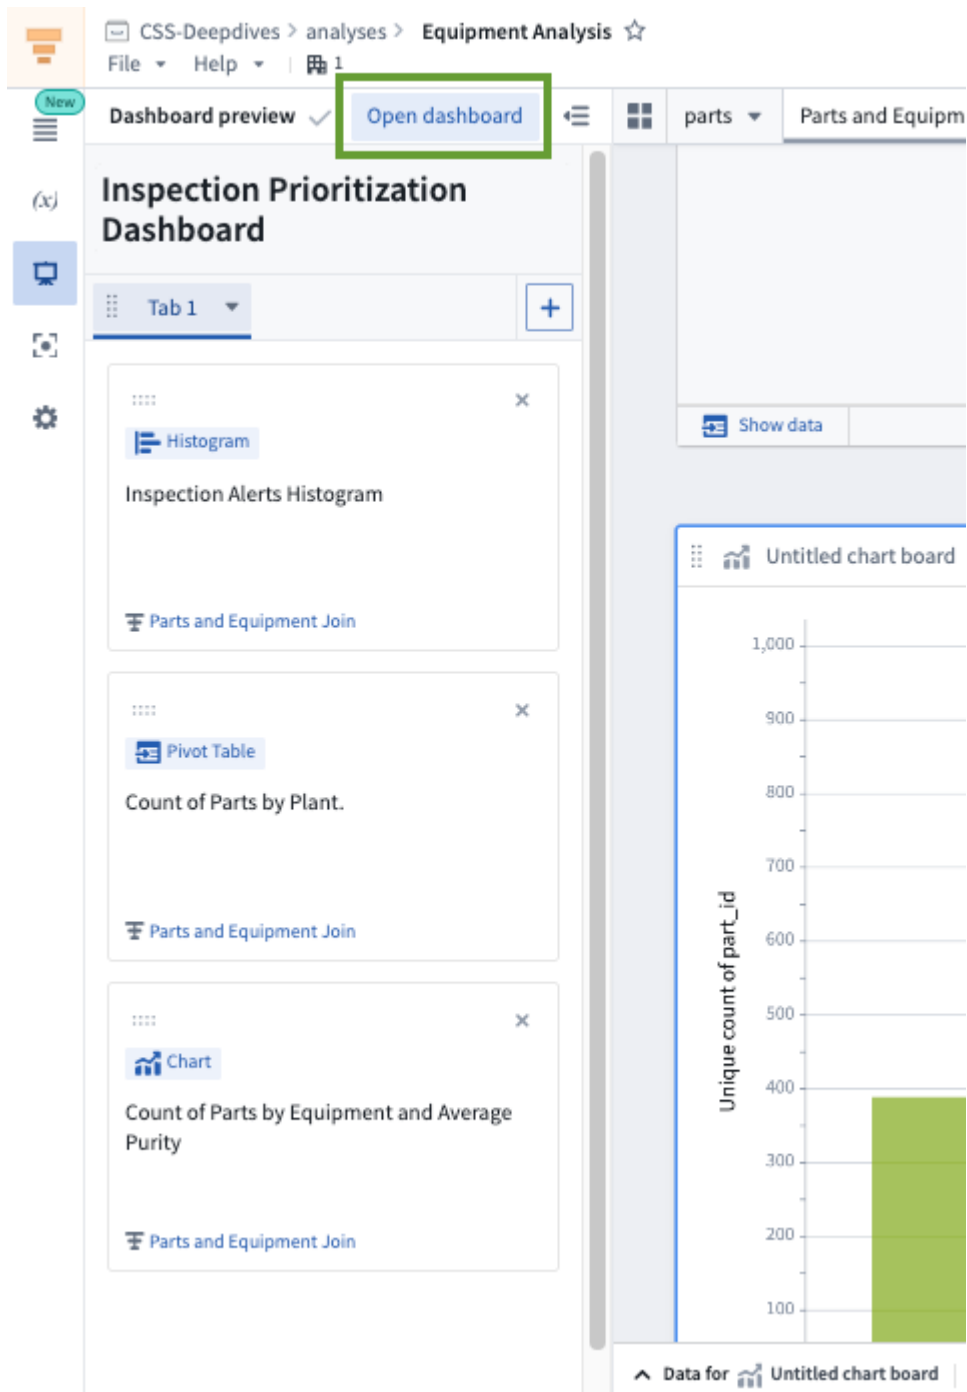 CSS-Deepdives > analyses > Equipment Analysis
File Help 1
New
Dashboard preview Open dashboard parts Parts and Equipm
(x)
Inspection Prioritization
Dashboard
Tab 1 +
Histogram
Inspection Alerts Histogram
Parts and Equipment Join
Pivot Table
Count of Parts by Plant.
Parts and Equipment Join
Chart
Count of Parts by Equipment and Average
Purity
Parts and Equipment Join
Show data
Untitled chart board
1,000
900
800
700
600
500
400
300
200
100
Unique count of part_id
Data for Untitled chart board